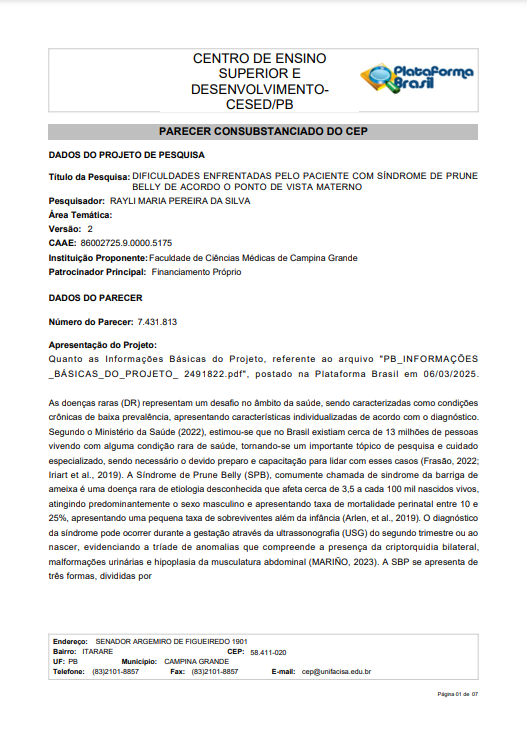 CENTRO DE ENSINO
SUPERIOR E
DESENVOLVIMENTO-
CESED/PB
PlataForma
Brasil
PARECER CONSUBSTANCIADO DO CEP
DADOS DO PROJETO DE PESQUISA
Título da Pesquisa: DIFICULDADES ENFRENTADAS PELO PACIENTE COM SÍNDROME DE PRUNE
BELLY DE ACORDO O PONTO DE VISTA MATERNO
Pesquisador: RAYLI MARIA PEREIRA DA SILVA
Área Temática:
Versão: 2
CAAE: 86002725.9.0000.5175
Instituição Proponente: Faculdade de Ciências Médicas de Campina Grande
Patrocinador Principal: Financiamento Próprio
DADOS DO PARECER
Número do Parecer: 7.431.813
Apresentação do Projeto:
Quanto as Informações Básicas do Projeto, referente ao arquivo "PB_INFORMAÇÕES
_BÁSICAS_DO_PROJETO_ 2491822.pdf", postado na Plataforma Brasil em 06/03/2025.
As doenças raras (DR) representam um desafio no âmbito da saúde, sendo caracterizadas como condições
crônicas de baixa prevalência, apresentando características individualizadas de acordo com o diagnóstico.
Segundo o Ministério da Saúde (2022), estimou-se que no Brasil existiam cerca de 13 milhões de pessoas
vivendo com alguma condição rara de saúde, tornando-se um importante tópico de pesquisa e cuidado
especializado, sendo necessário o devido preparo e capacitação para lidar com esses casos (Frasão, 2022;
Iriart et al., 2019). A Síndrome de Prune Belly (SPB), comumente chamada de sindrome da barriga de
ameixa é uma doença rara de etiologia desconhecida que afeta cerca de 3,5 a cada 100 mil nascidos vivos,
atingindo predominantemente o sexo masculino e apresentando taxa de mortalidade perinatal entre 10 e
25%, apresentando uma pequena taxa de sobreviventes além da infância (Arlen, et al., 2019). O diagnóstico
da síndrome pode ocorrer durante a gestação através da ultrassonografia (USG) do segundo trimestre ou ao
nascer, evidenciando a tríade de anomalias que compreende a presença da criptorquidia bilateral,
malformações urinárias e hipoplasia da musculatura abdominal (MARIÑO, 2023). A SBP se apresenta de
três formas, divididas por
Endereço: SENADOR ARGEMIRO DE FIGUEIREDO 1901
Bairro: ITARARE CEP: 58.411-020
UF: PB Município: CAMPINA GRANDE
Telefone: (83)2101-8857 Fax: (83)2101-8857 E-mail: cep@unifacisa.edu.br
Página 01 de 07